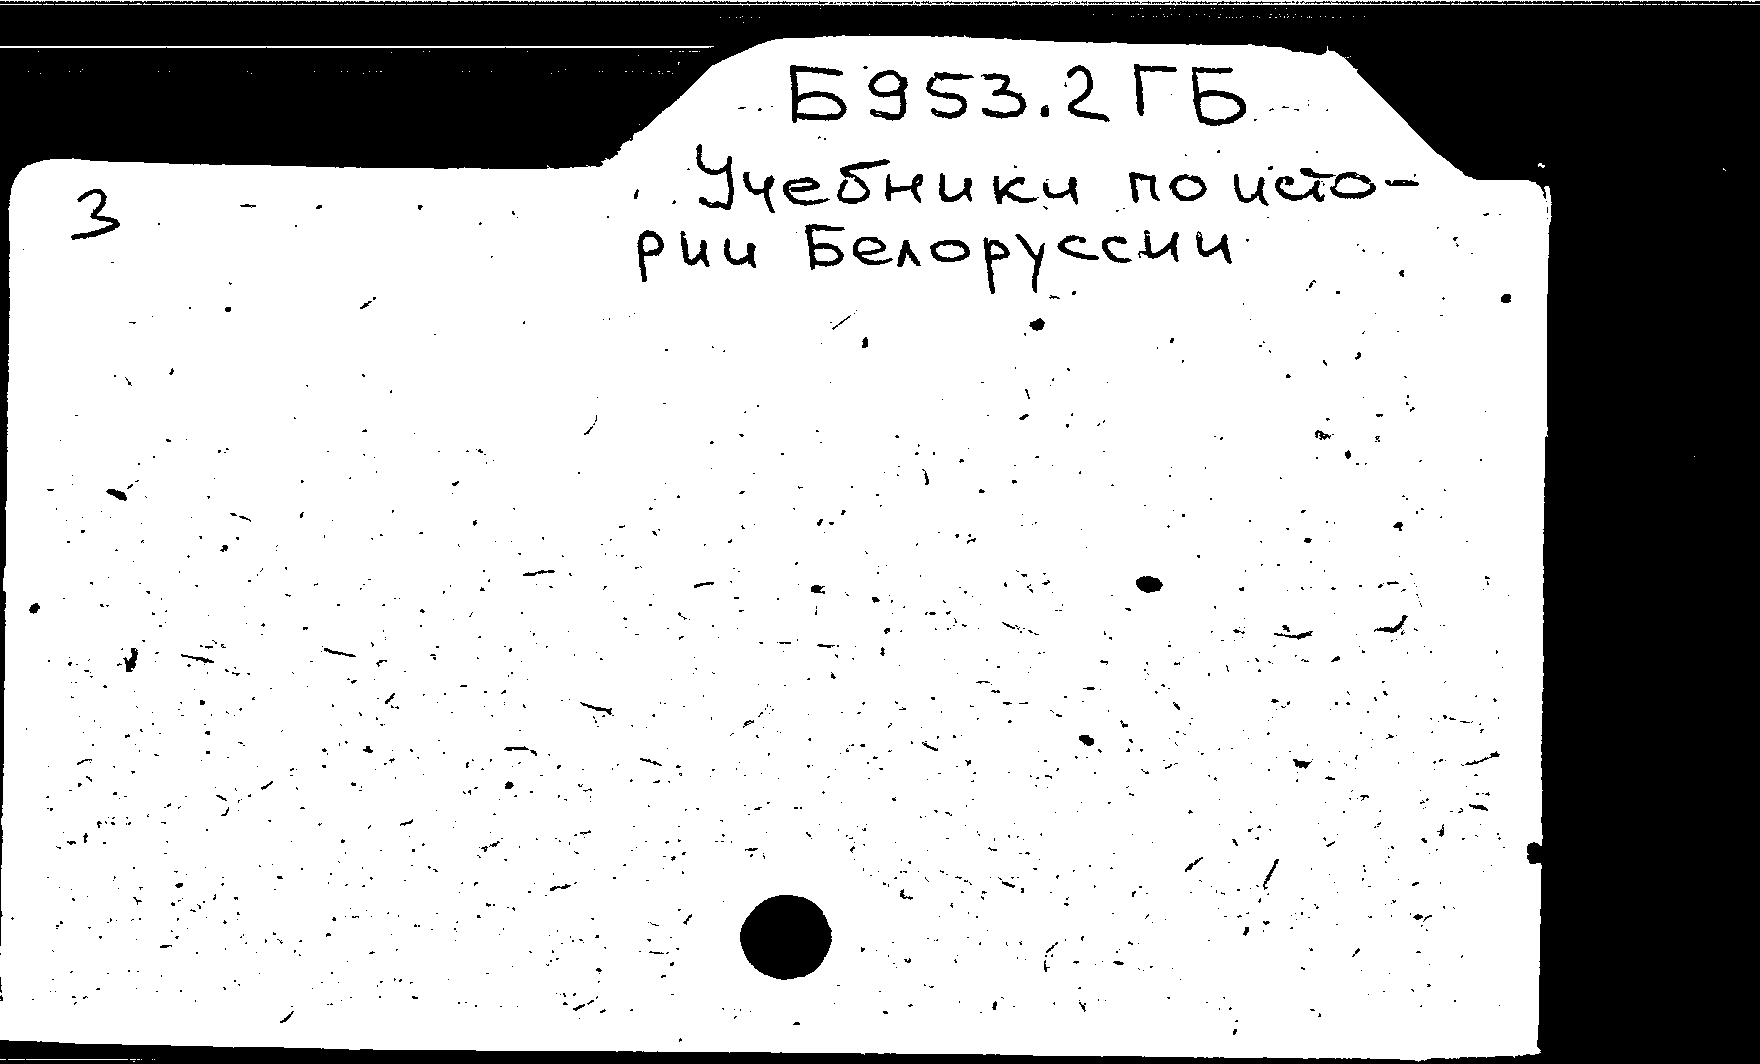 Б953.2ГБ
Учебники по исто-
рии Белоруссии
3